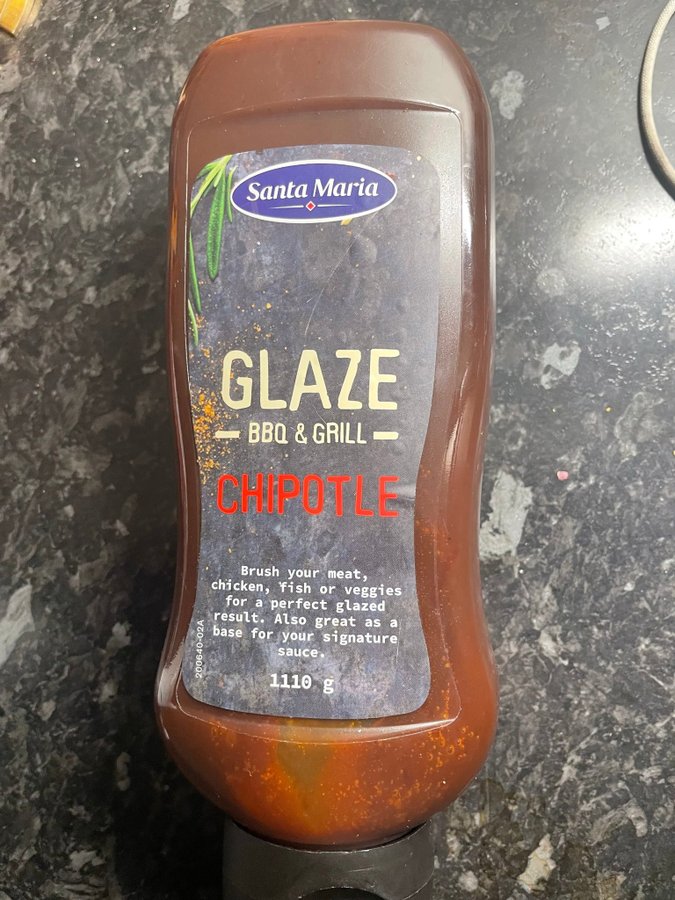 Santa Maria
GLAZE
BBQ & GRILL
CHIPOTLE
Brush your meat,
chicken, fish or veggies
for a perfect glazed
result. Also great as a
base for your signature
sauce.
1110 g
200640-02A